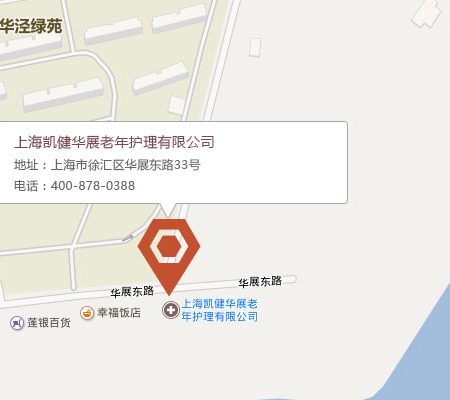 华泾绿苑
上海凯健华展老年护理有限公司
地址：上海市徐汇区华展东路33号
电话：400-878-0388
华展东路
华展东路
上海凯健华展老
年护理有限公司
幸福饭店
莲银百货